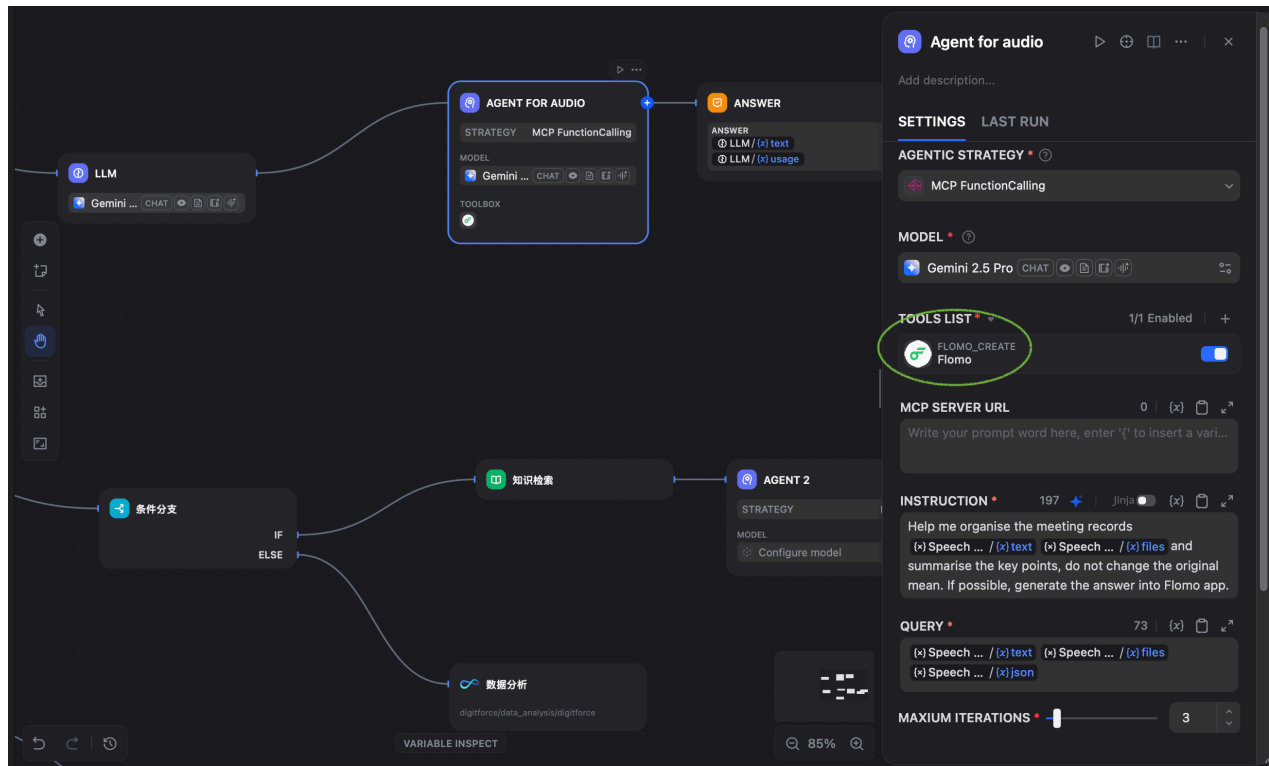 LLM
Gemini ... CHAT
AGENT FOR AUDIO
STRATEGY MCP FunctionCalling
MODEL
Gemini ... CHAT
TOOLBOX
ANSWER
ANSWER
LLM / {x} text
LLM / {x} usage
条件分支
IF
ELSE
知识检索
AGENT 2
STRATEGY
MODEL
Configure model
数据分析
digitforce/data_analysis/digitforce
VARIABLE INSPECT
85%
Agent for audio
Add description...
SETTINGS LAST RUN
AGENTIC STRATEGY *
MCP FunctionCalling
MODEL *
Gemini 2.5 Pro CHAT
TOOLS LIST * 1/1 Enabled
FLOMO_CREATE
Flomo
MCP SERVER URL 0 {x}
Write your prompt word here, enter '{' to insert a vari...
INSTRUCTION * 197 Jinja {x}
Help me organise the meeting records
{x} Speech ... / {x} text {x} Speech ... / {x} files and
summarise the key points, do not change the original
mean. If possible, generate the answer into Flomo app.
QUERY * 73 {x}
{x} Speech ... / {x} text {x} Speech ... / {x} files
{x} Speech ... / {x} json
MAXIUM ITERATIONS * 3